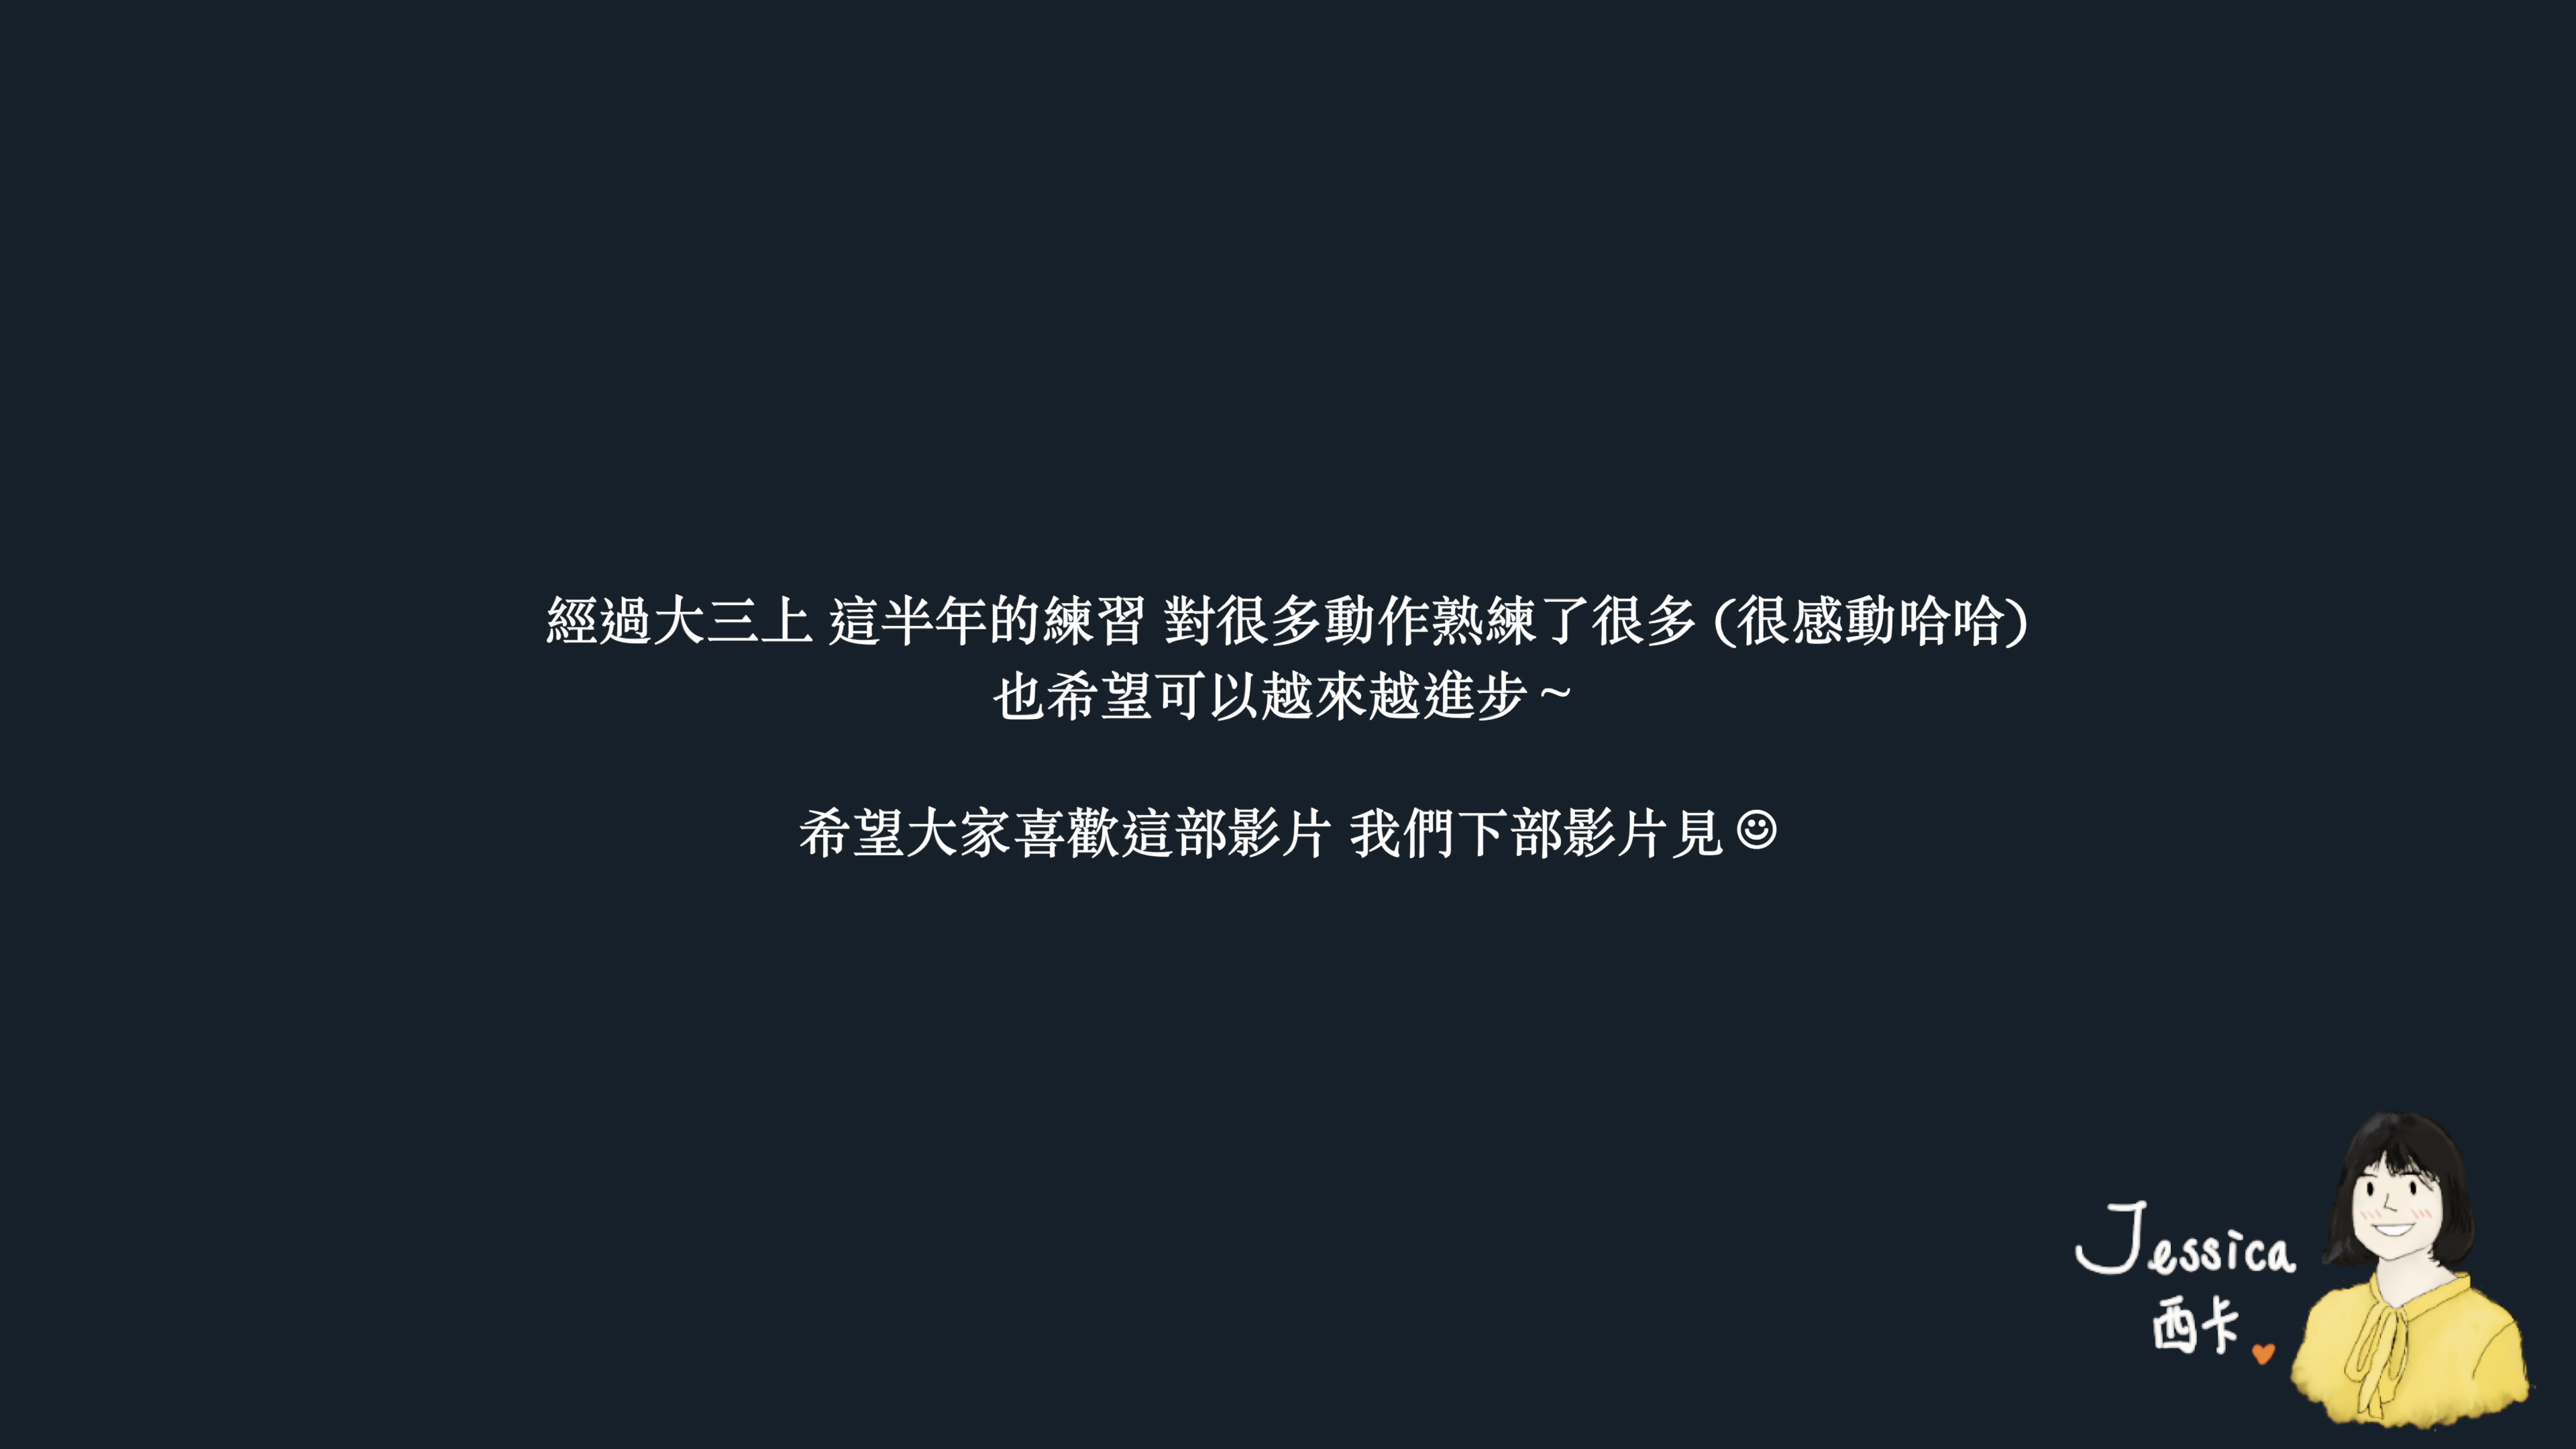 經過大三上 這半年的練習 對很多動作熟練了很多 (很感動哈哈)
也希望可以越來越進步~
希望大家喜歡這部影片 我們下部影片見☺
Jessica
西卡